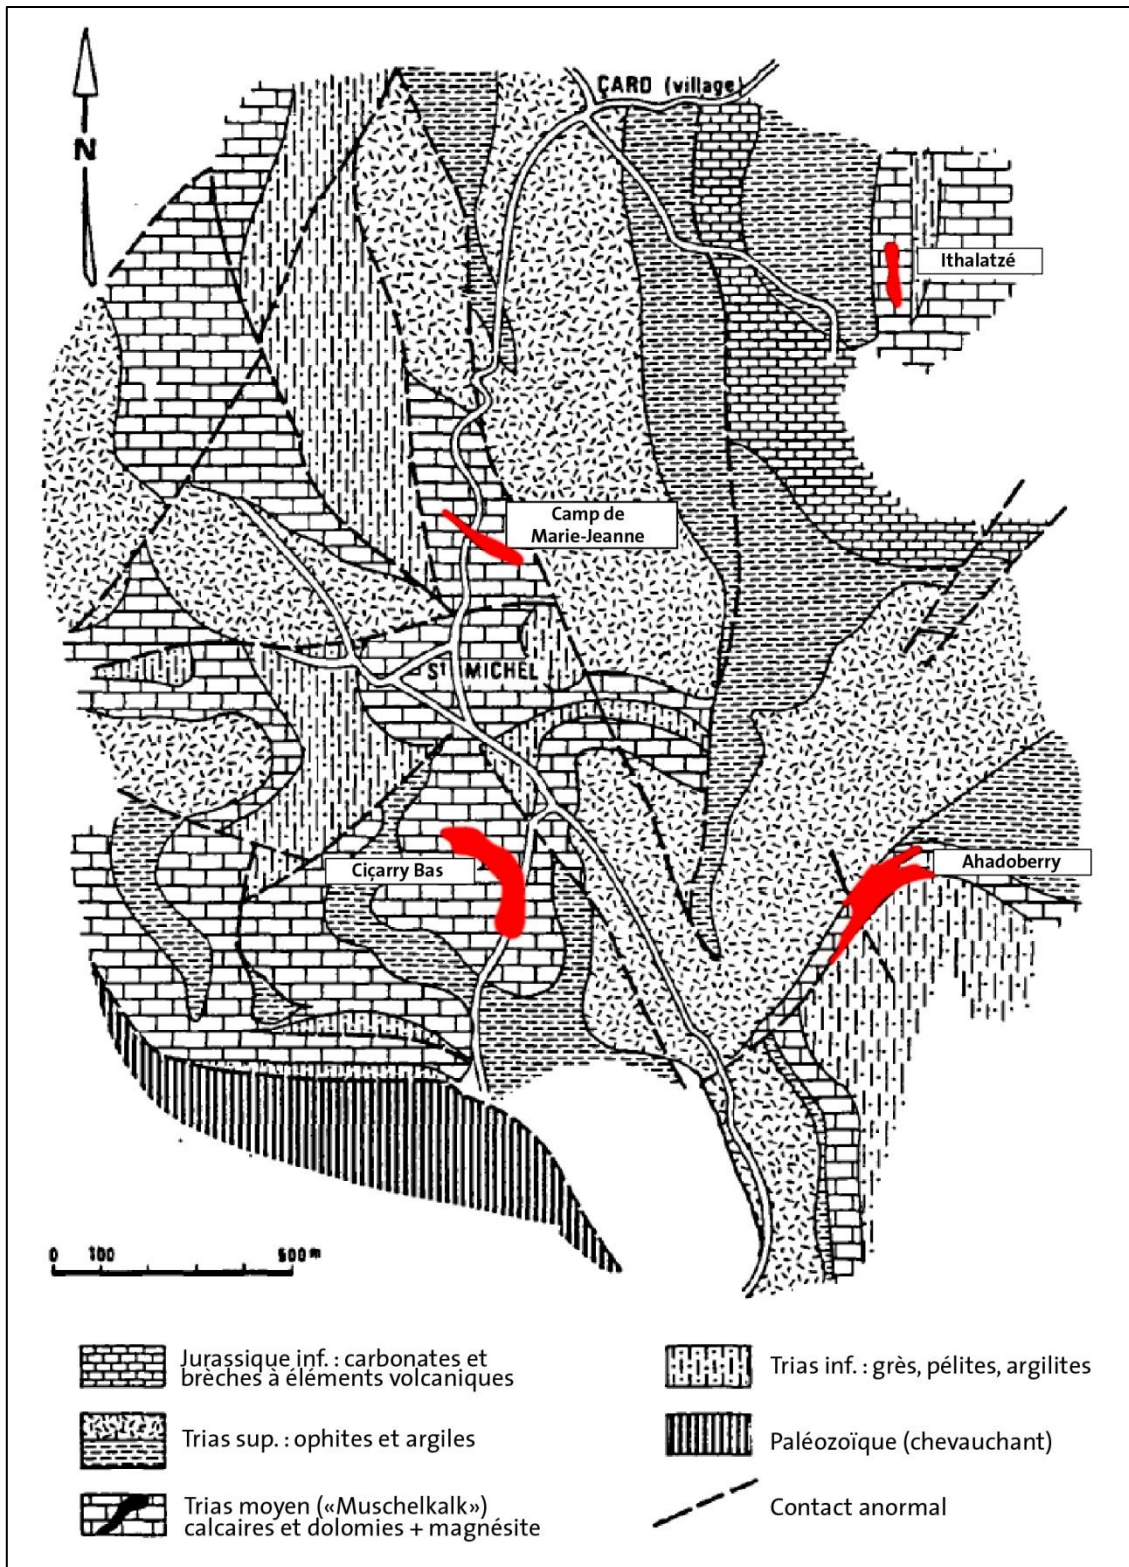 N
ÇARO (village)
Ithalatzé
Camp de
Marie-Jeanne
St MICHEL
Ciçarry Bas
Ahadoberry
0 100 500 m
Jurassique inf. : carbonates et
brèches à éléments volcaniques
Trias sup. : ophites et argiles
Trias moyen («Muschelkalk»)
calcaires et dolomies + magnésite
Trias inf. : grès, pélites, argilites
Paléozoïque (chevauchant)
Contact anormal